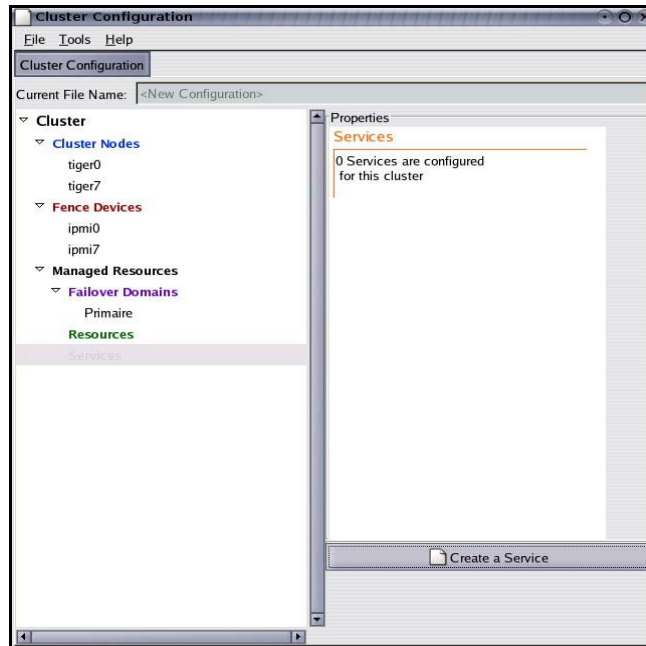 Cluster Configuration
File Tools Help
Cluster Configuration
Current File Name: <New Configuration>
Cluster
Cluster Nodes
tiger0
tiger7
Fence Devices
ipmi0
ipmi7
Managed Resources
Failover Domains
Primaire
Resources
Services
Properties
Services
0 Services are configured
for this cluster
Create a Service